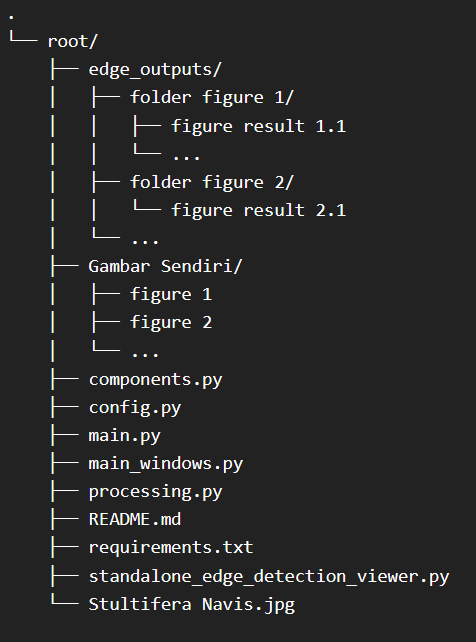 .
└── root/
    ├── edge_outputs/
    │   ├── folder figure 1/
    │   │   ├── figure result 1.1
    │   │   └── ...
    │   ├── folder figure 2/
    │   │   └── figure result 2.1
    │   └── ...
    ├── Gambar Sendiri/
    │   ├── figure 1
    │   ├── figure 2
    │   └── ...
    ├── components.py
    ├── config.py
    ├── main.py
    ├── main_windows.py
    ├── processing.py
    ├── README.md
    ├── requirements.txt
    ├── standalone_edge_detection_viewer.py
    └── Stultifera Navis.jpg